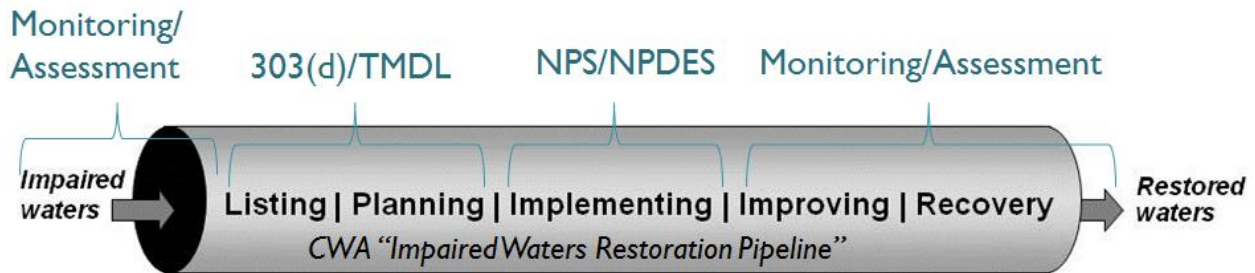 Monitoring/
Assessment
303(d)/TMDL
NPS/NPDES
Monitoring/Assessment
Impaired
waters
Listing | Planning | Implementing | Improving | Recovery
Restored
waters
CWA “Impaired Waters Restoration Pipeline”